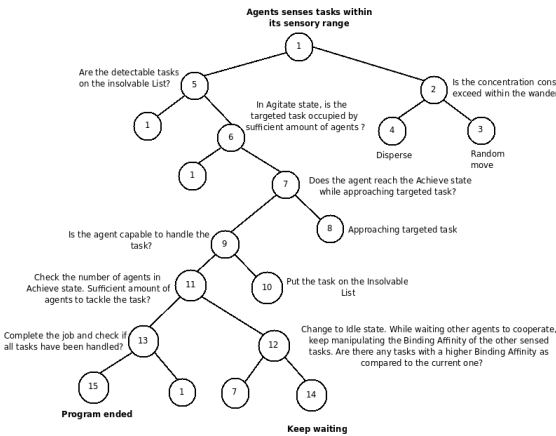 Agents senses tasks within
its sensory range
1
Are the detectable tasks
on the insolvable List?
5
2
Is the concentration cons
exceed within the wande
1
In Agitate state, is the
targeted task occupied by
sufficient amount of agents ?
6
4
3
Disperse
Random
move
1
7
Does the agent reach the Achieve state
while approaching targeted task?
Is the agent capable to handle the
task?
9
8
Approaching targeted task
Check the number of agents in
Achieve state. Sufficient amount of
agents to tackle the task?
11
10
Put the task on the Insolvable
List
Complete the job and check if
all tasks have been handled?
13
12
Change to Idle state. While waiting other agents to cooperate,
keep manipulating the Binding Affinity of the other sensed
tasks. Are there any tasks with a higher Binding Affinity as
compared to the current one?
15
1
7
14
Program ended
Keep waiting